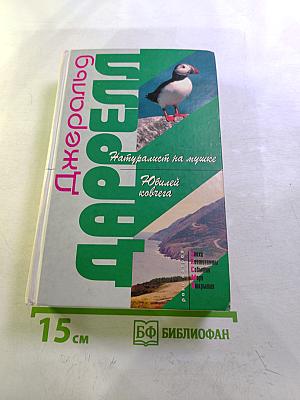 Джеральд
ДАРРЕЛЛ
Натуралист на мушке
Юбилей
ковчега
15 см
БФ БИБЛИОФАН